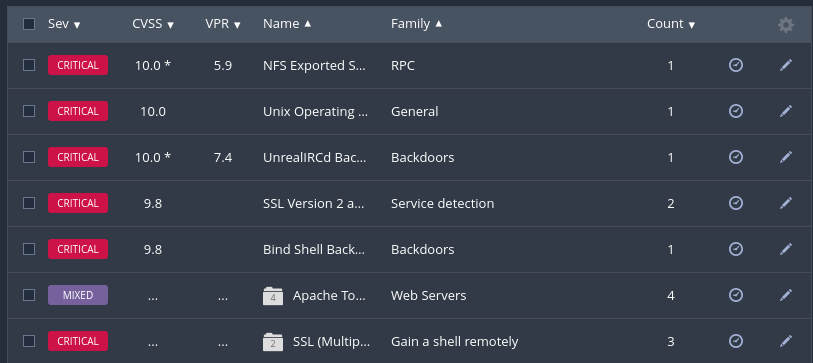 Sev ▼ CVSS ▼ VPR ▼ Name ▲ Family ▲ Count ▼
CRITICAL 10.0 * 5.9 NFS Exported S... RPC 1
CRITICAL 10.0 Unix Operating ... General 1
CRITICAL 10.0 * 7.4 UnrealIRCd Bac... Backdoors 1
CRITICAL 9.8 SSL Version 2 a... Service detection 2
CRITICAL 9.8 Bind Shell Back... Backdoors 1
MIXED ... ... 4 Apache To... Web Servers 4
CRITICAL ... ... 2 SSL (Multip... Gain a shell remotely 3